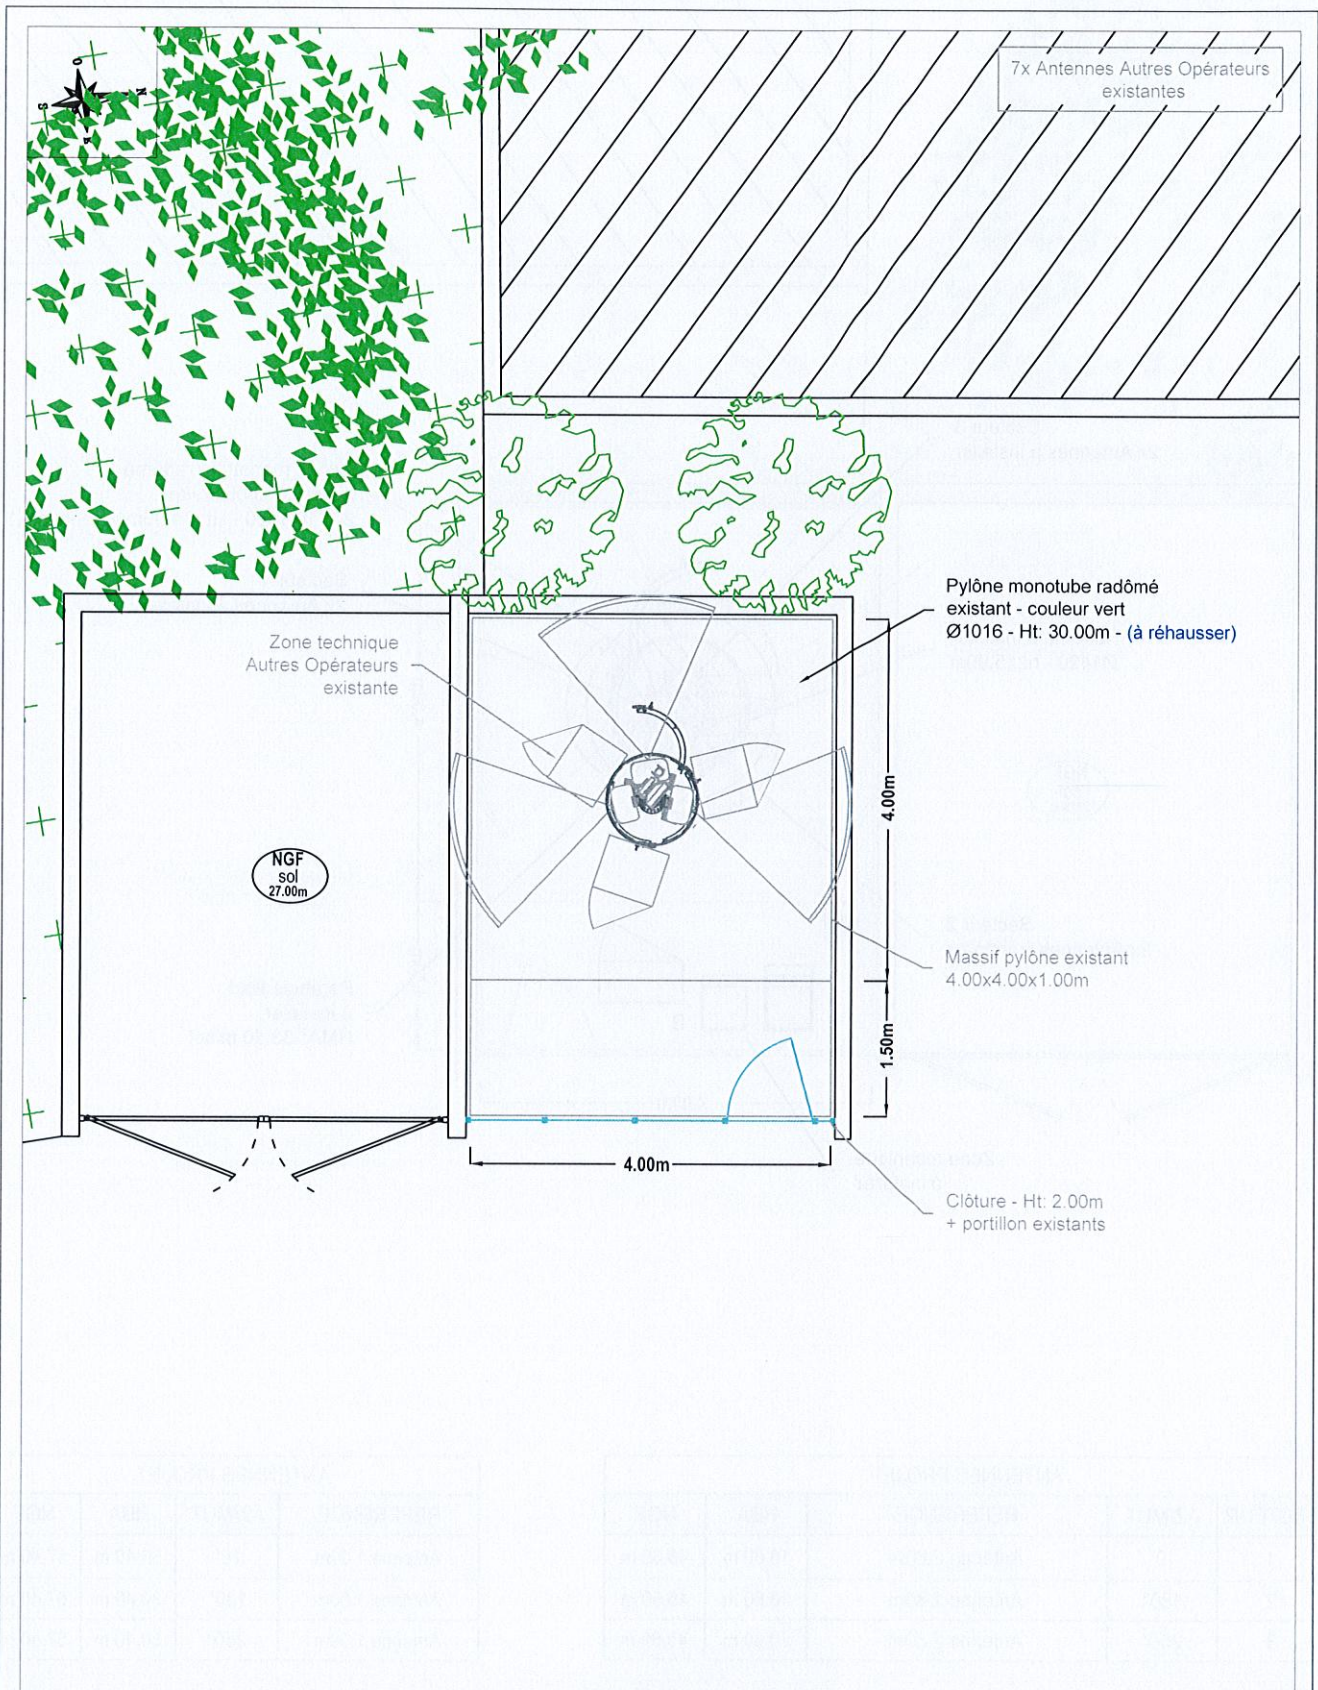 7x Antennes Autres Opérateurs
existantes
O
N
S
Pylône monotube radômé
existant - couleur vert
Ø1016 - Ht: 30.00m - (à réhausser)
Zone technique
Autres Opérateurs
existante
4.00m
NGF
sol
27.00m
Massif pylône existant
4.00x4.00x1.00m
1.50m
4.00m
Clôture - Ht: 2.00m
+ portillon existants